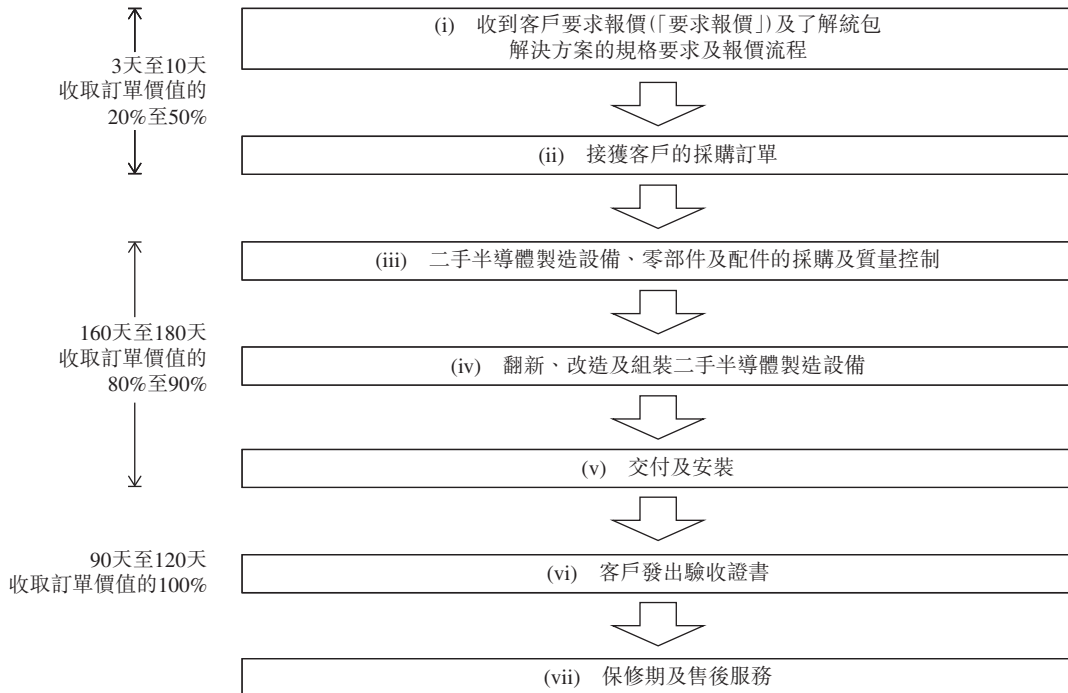 (i) 收到客戶要求報價(「要求報價」)及了解統包
解決方案的規格要求及報價流程
3天至10天
收取訂單價值的
20%至50%
(ii) 接獲客戶的採購訂單
(iii) 二手半導體製造設備、零部件及配件的採購及質量控制
160天至180天
收取訂單價值的
80%至90%
(iv) 翻新、改造及組裝二手半導體製造設備
(v) 交付及安裝
90天至120天
收取訂單價值的100%
(vi) 客戶發出驗收證書
(vii) 保修期及售後服務